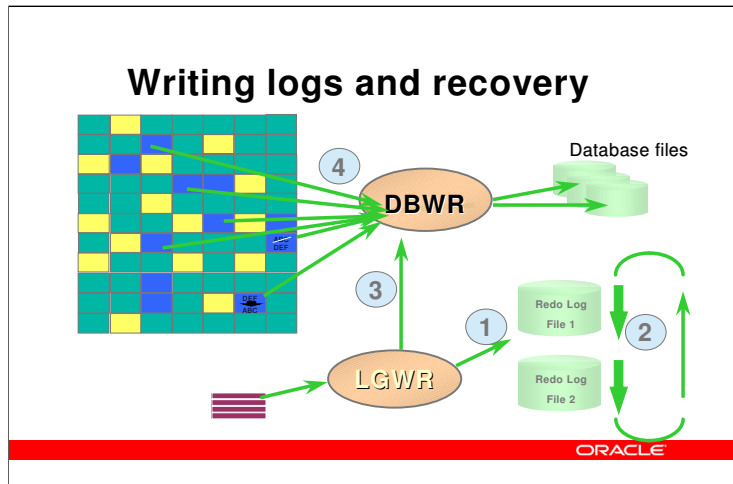 Writing logs and recovery
4
Database files
DBWR
ABC
DEF
3
DEF
ABC
1
Redo Log
File 1
2
LGWR
Redo Log
File 2
ORACLE